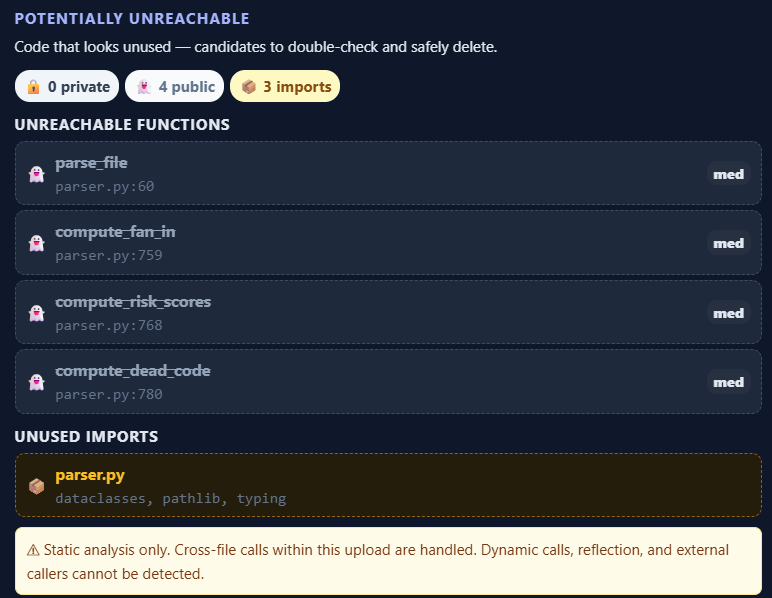 POTENTIALLY UNREACHABLE
Code that looks unused — candidates to double-check and safely delete.
🔒 0 private 👻 4 public 📦 3 imports
UNREACHABLE FUNCTIONS
👻 parse_file
parser.py:60
med
👻 compute_fan_in
parser.py:759
med
👻 compute_risk_scores
parser.py:768
med
👻 compute_dead_code
parser.py:780
med
UNUSED IMPORTS
📦 parser.py
dataclasses, pathlib, typing
⚠ Static analysis only. Cross-file calls within this upload are handled. Dynamic calls, reflection, and external
callers cannot be detected.